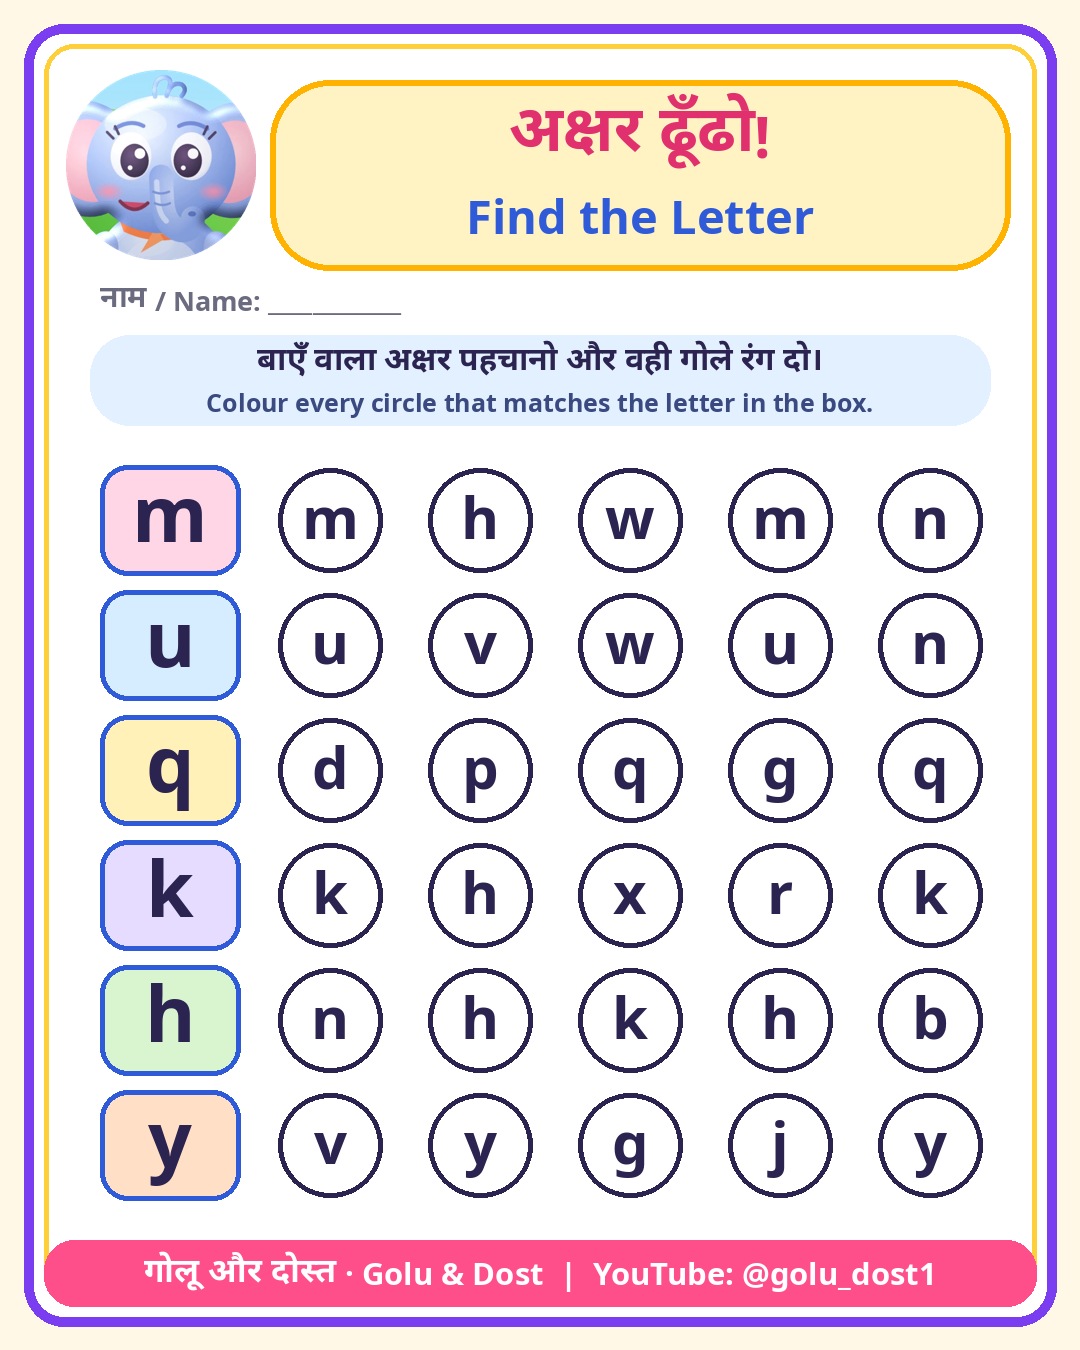 अक्षर ढूँढो!
Find the Letter
नाम / Name: __________
बाएँ वाला अक्षर पहचानो और वही गोले रंग दो।
Colour every circle that matches the letter in the box.
m m h w m n
u u v w u n
q d p q g q
k k h x r k
h n h k h b
y v y g j y
गोलू और दोस्त · Golu & Dost | YouTube: @golu_dost1